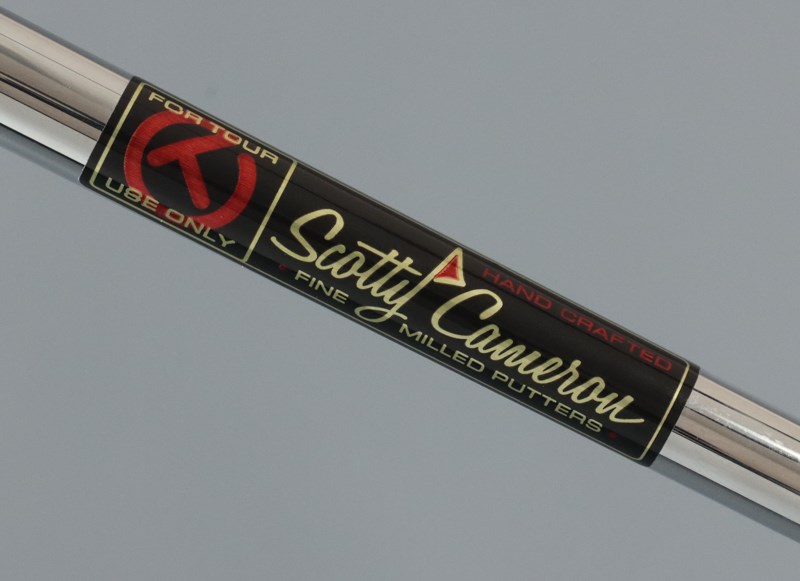 FOR TOUR
T
USE ONLY
Scotty Cameron
HAND CRAFTED
FINE MILLED PUTTERS